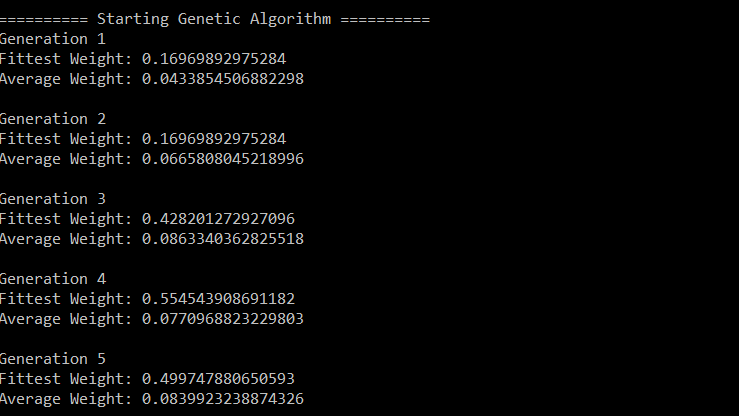 ========== Starting Genetic Algorithm ==========
Generation 1
Fittest Weight: 0.16969892975284
Average Weight: 0.0433854506882298
Generation 2
Fittest Weight: 0.16969892975284
Average Weight: 0.0665808045218996
Generation 3
Fittest Weight: 0.428201272927096
Average Weight: 0.0863340362825518
Generation 4
Fittest Weight: 0.554543908691182
Average Weight: 0.0770968823229803
Generation 5
Fittest Weight: 0.499747880650593
Average Weight: 0.0839923238874326